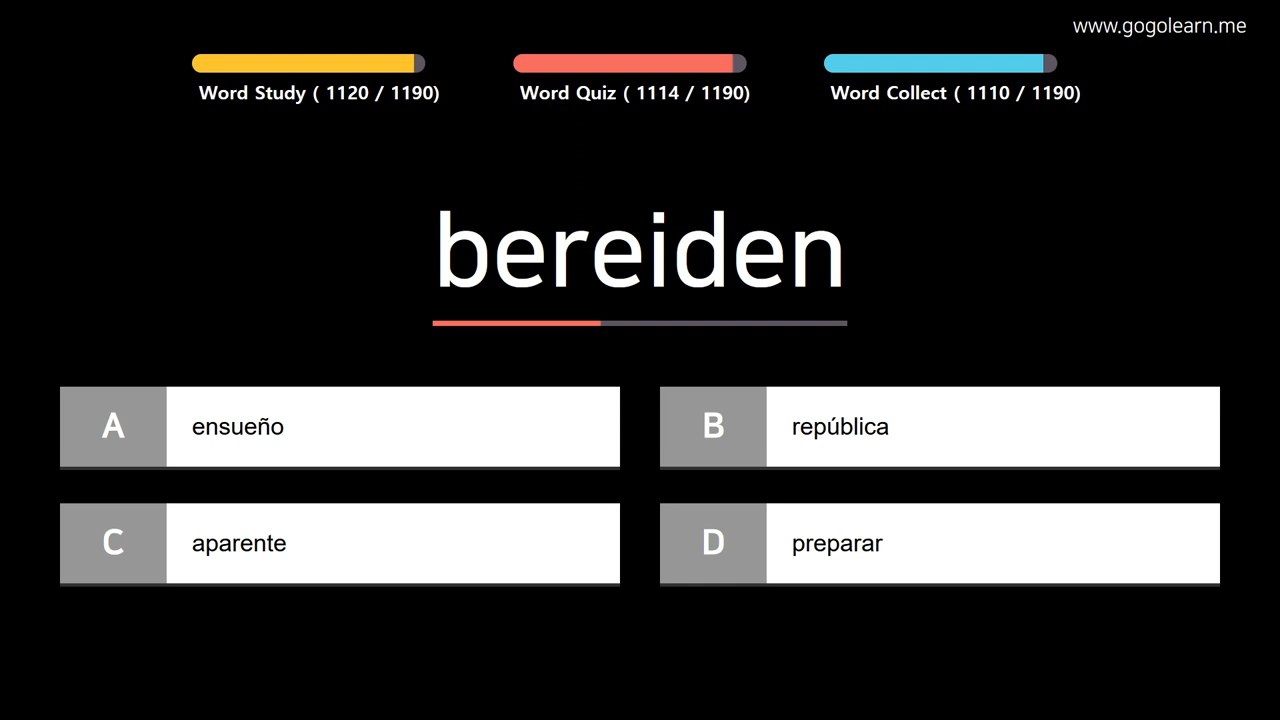 www.gogolearn.me
Word Study ( 1120 / 1190)
Word Quiz ( 1114 / 1190)
Word Collect ( 1110 / 1190)
bereiden
A ensueño
B república
C aparente
D preparar